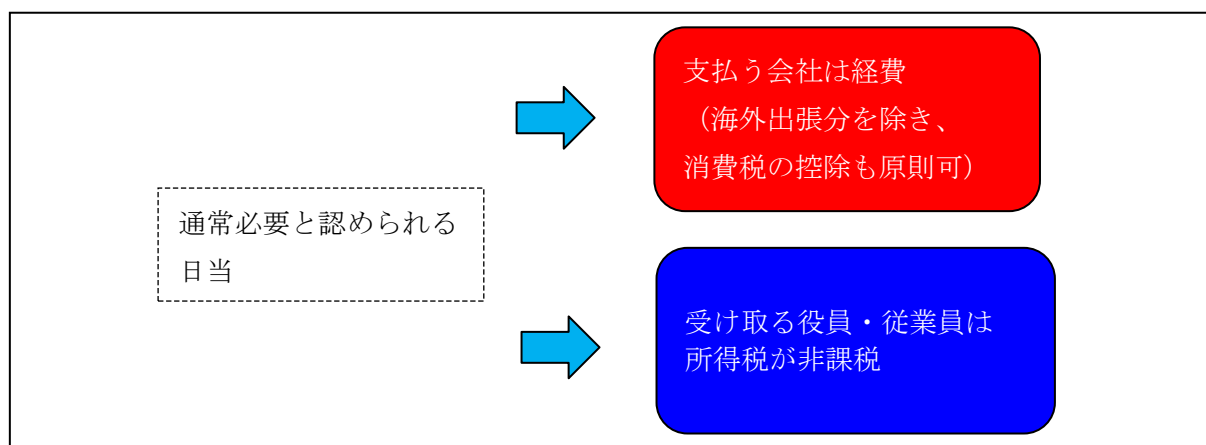 支払う会社は経費
（海外出張分を除き、
消費税の控除も原則可）
通常必要と認められる
日当
受け取る役員・従業員は
所得税が非課税